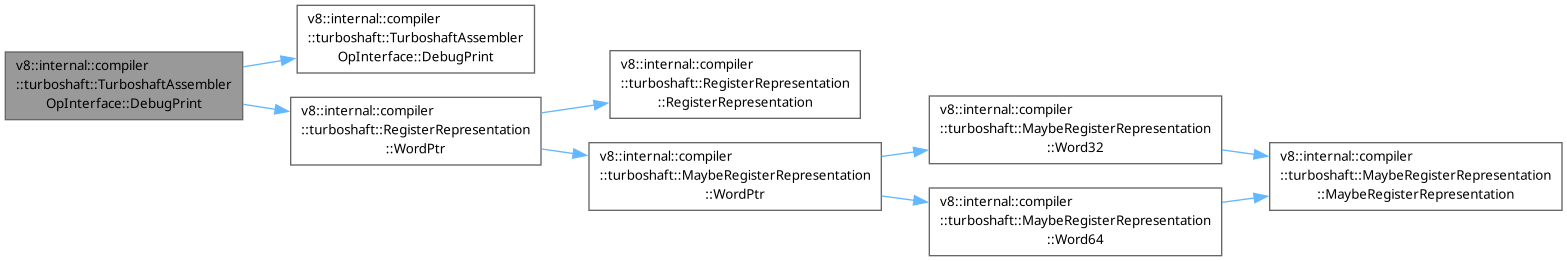 v8::internal::compiler
::turboshaft::TurboshaftAssembler
OpInterface::DebugPrint
v8::internal::compiler
::turboshaft::TurboshaftAssembler
OpInterface::DebugPrint
v8::internal::compiler
::turboshaft::RegisterRepresentation
::WordPtr
v8::internal::compiler
::turboshaft::RegisterRepresentation
::RegisterRepresentation
v8::internal::compiler
::turboshaft::MaybeRegisterRepresentation
::WordPtr
v8::internal::compiler
::turboshaft::MaybeRegisterRepresentation
::Word32
v8::internal::compiler
::turboshaft::MaybeRegisterRepresentation
::Word64
v8::internal::compiler
::turboshaft::MaybeRegisterRepresentation
::MaybeRegisterRepresentation